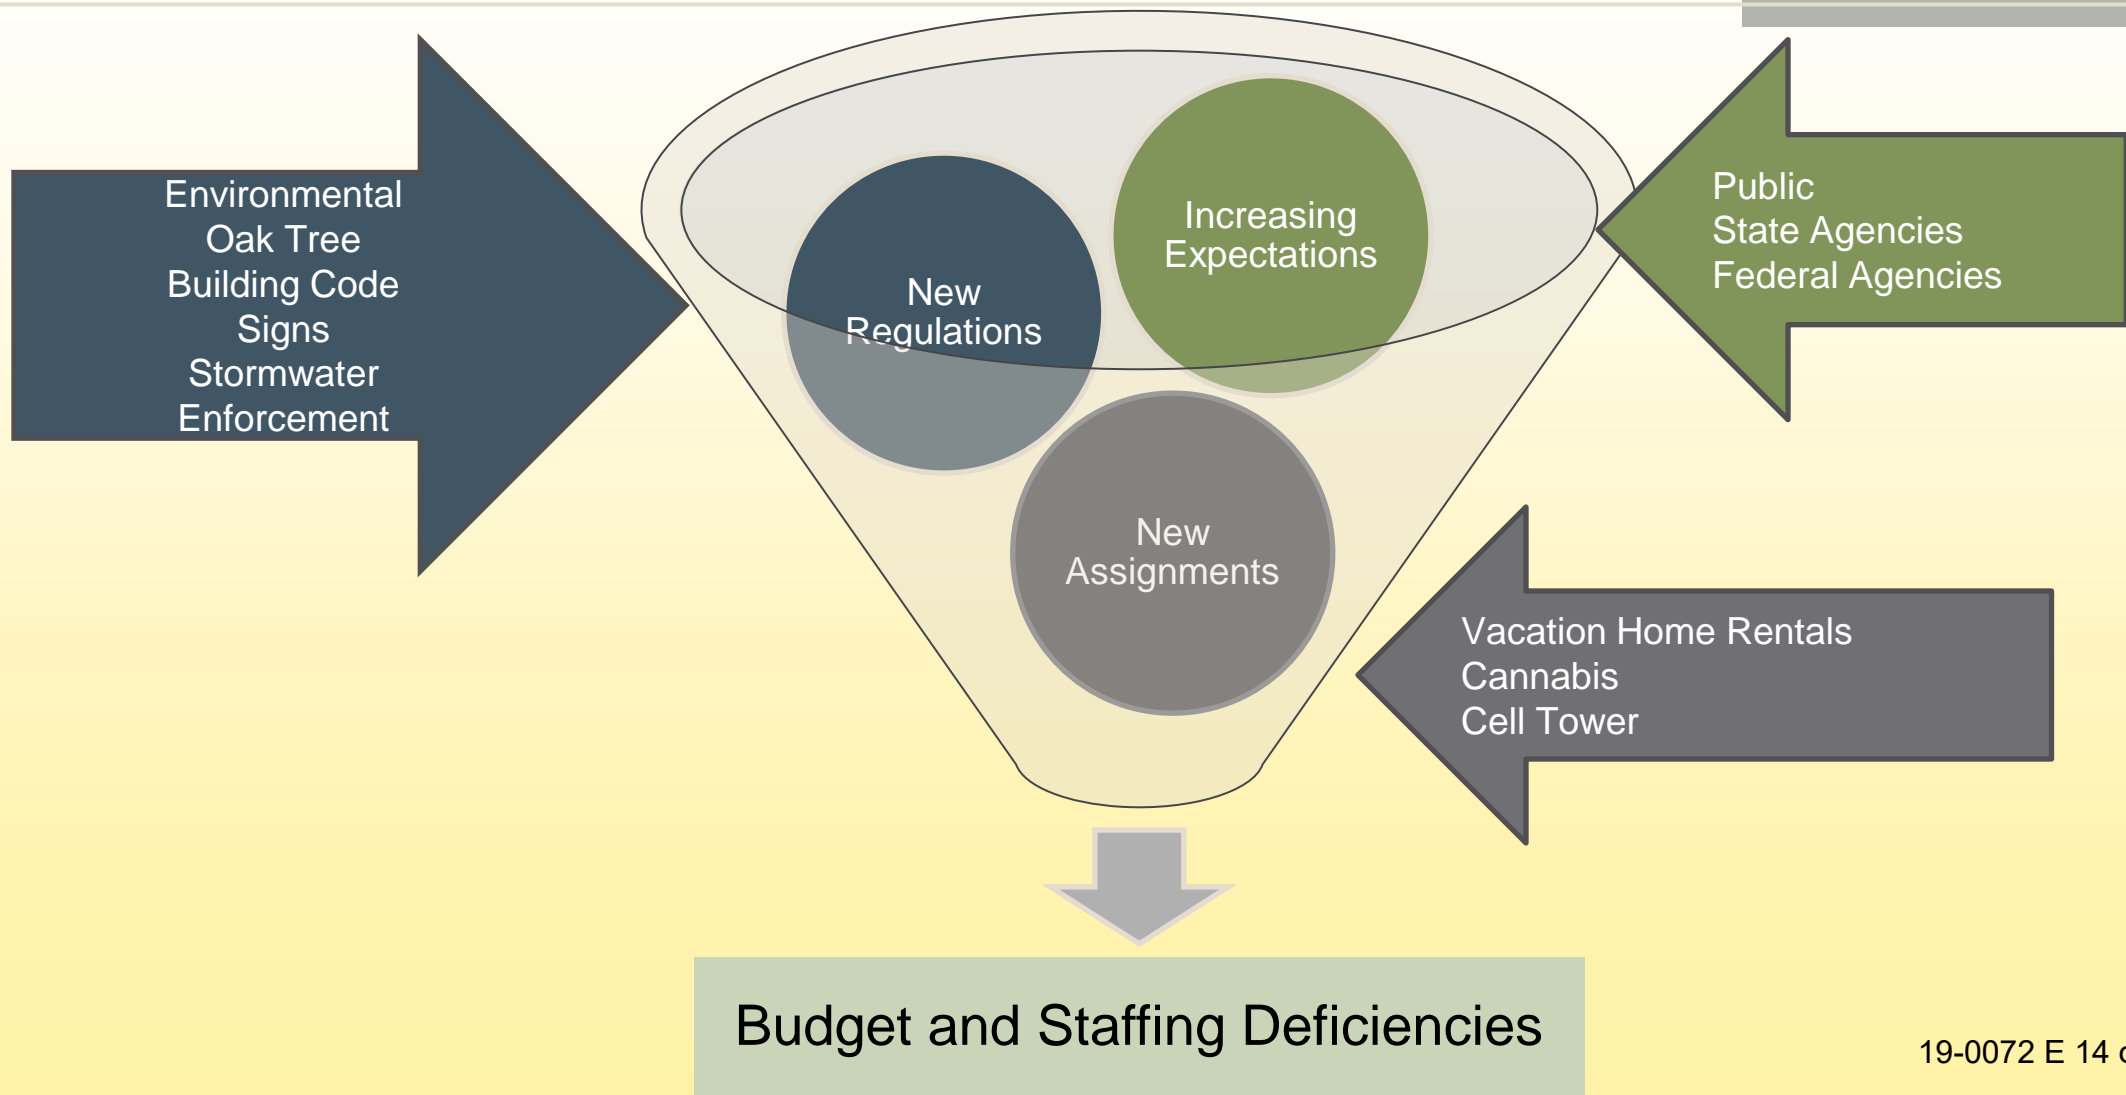 Environmental
Oak Tree
Building Code
Signs
Stormwater
Enforcement
New
Regulations
Increasing
Expectations
New
Assignments
Public
State Agencies
Federal Agencies
Vacation Home Rentals
Cannabis
Cell Tower
Budget and Staffing Deficiencies
19-0072 E 14